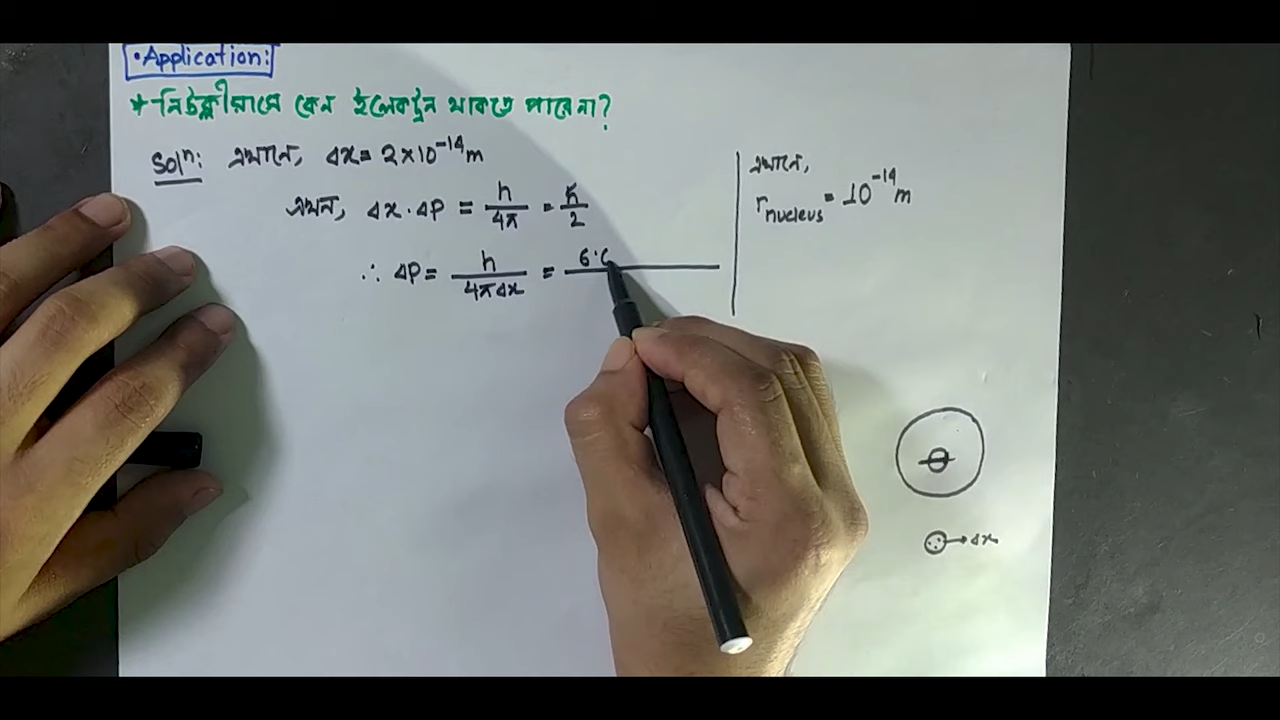 •Application:
* নিউক্লীয়াসে কেন ইলেকট্রন থাকতে পারেনা?
Solⁿ: এখানে, Δx = 2×10⁻¹⁴m
এখন, Δx·ΔP = h/4π = ħ/2
∴ ΔP = h/4πΔx = 6·6
এখানে,
r_nucleus = 10⁻¹⁴m
→Δx